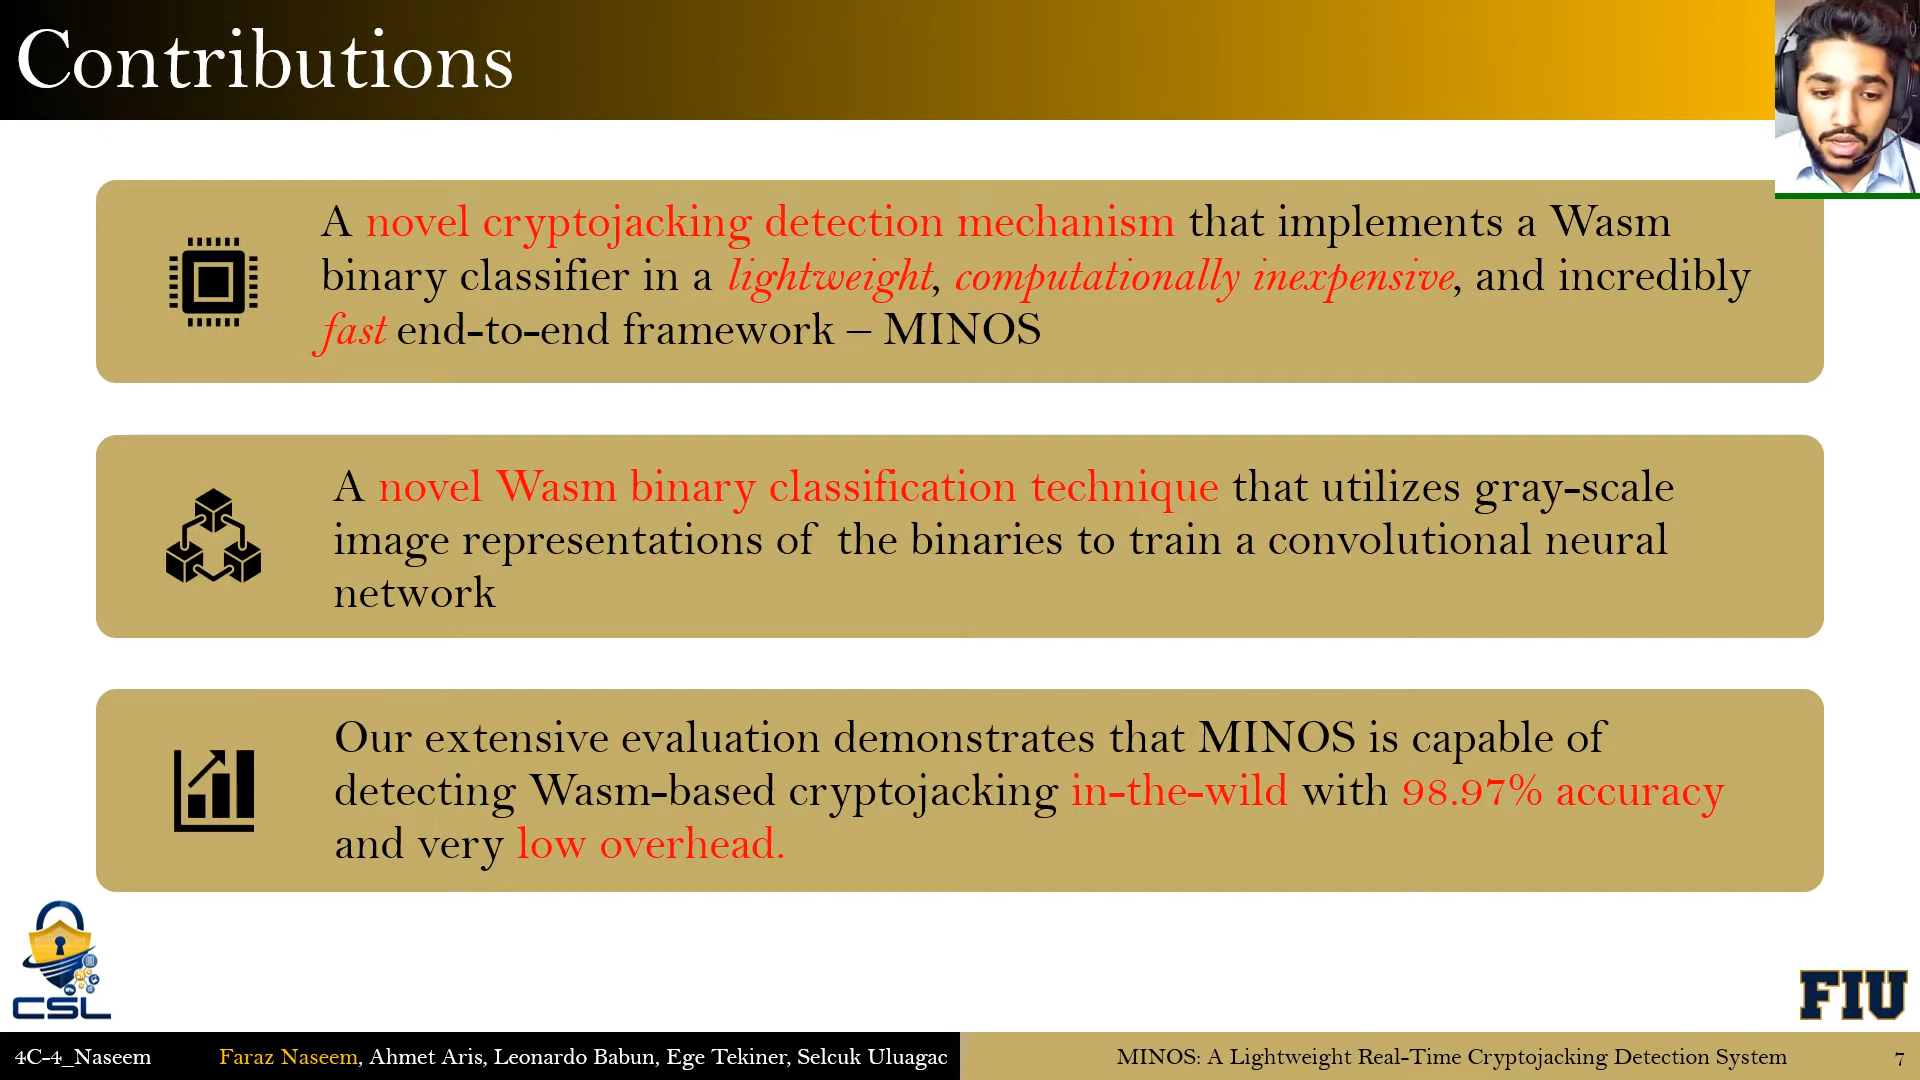 Contributions
A novel cryptojacking detection mechanism that implements a Wasm
binary classifier in a lightweight, computationally inexpensive, and incredibly
fast end-to-end framework – MINOS
A novel Wasm binary classification technique that utilizes gray-scale
image representations of the binaries to train a convolutional neural
network
Our extensive evaluation demonstrates that MINOS is capable of
detecting Wasm-based cryptojacking in-the-wild with 98.97% accuracy
and very low overhead.
CSL
FIU
4C-4_Naseem
Faraz Naseem, Ahmet Aris, Leonardo Babun, Ege Tekiner, Selcuk Uluagac
MINOS: A Lightweight Real-Time Cryptojacking Detection System
7